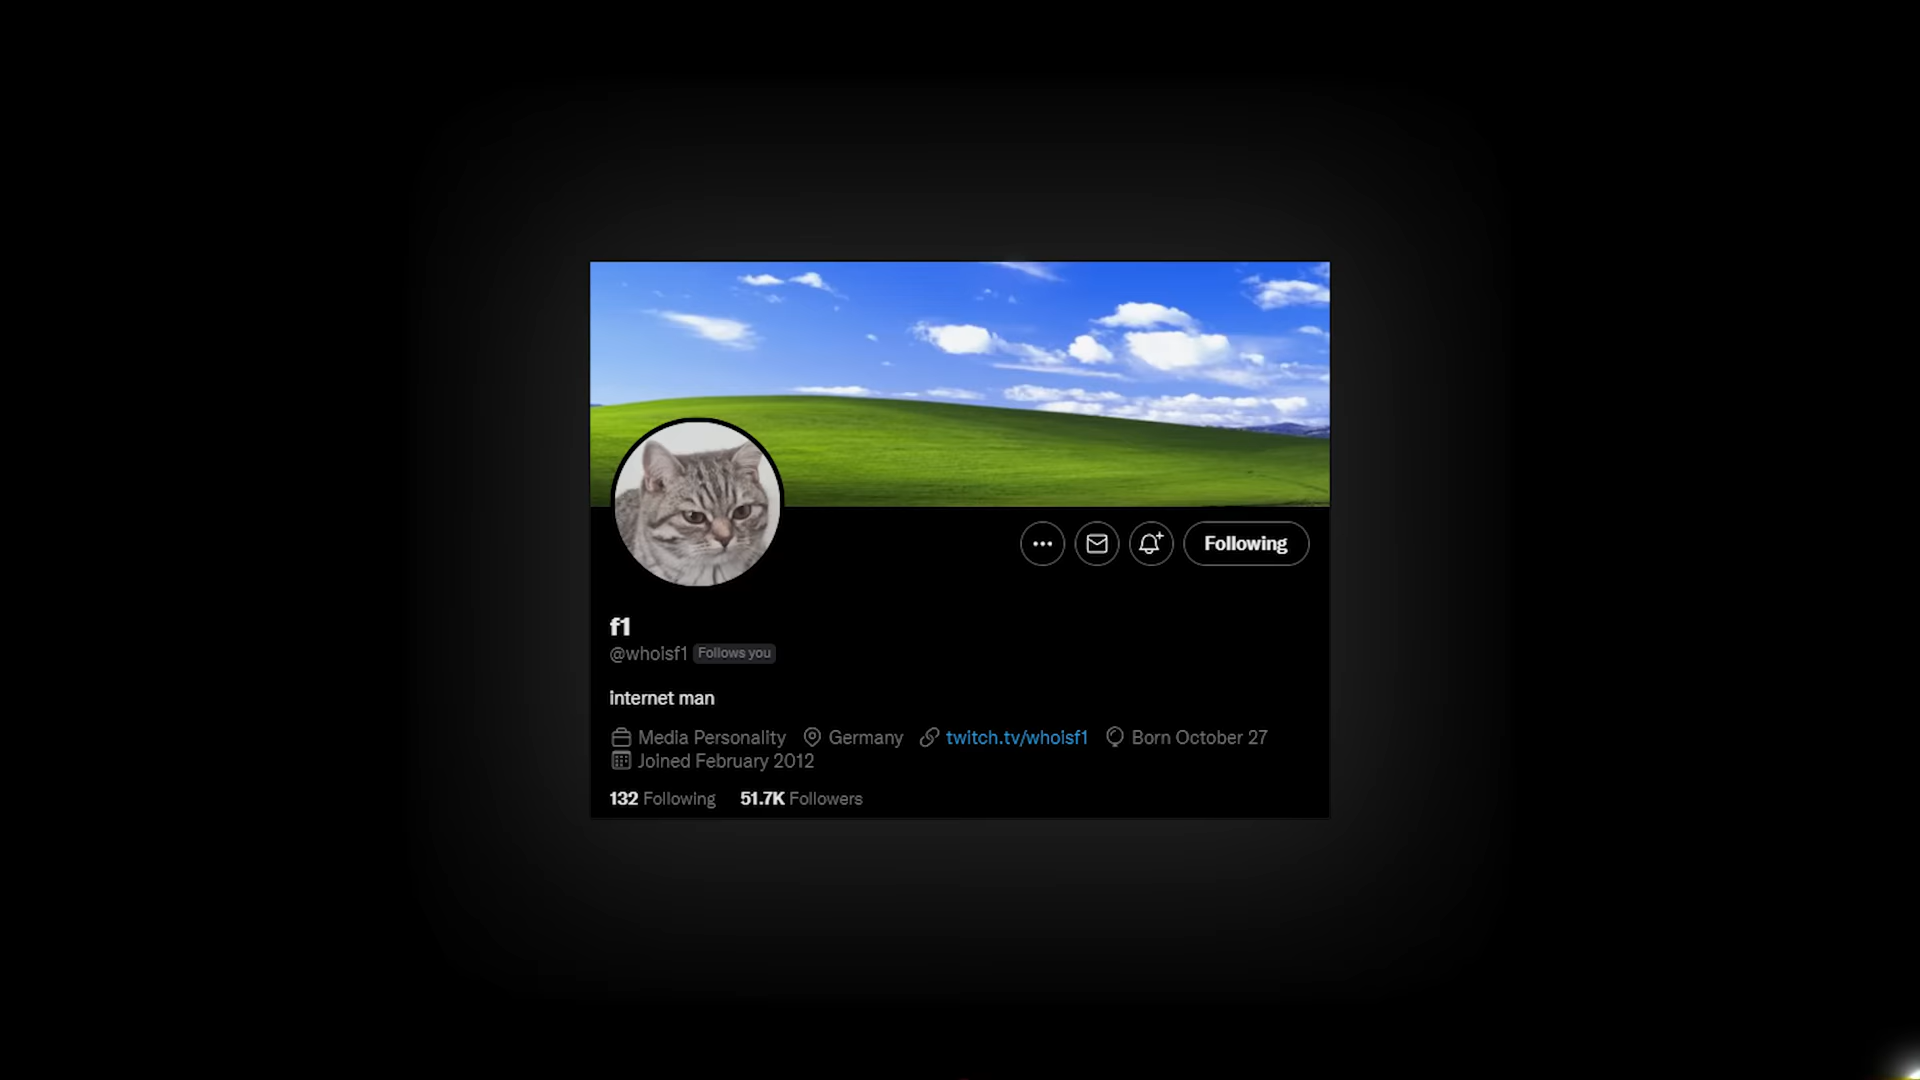 Following
f1
@whoisf1 Follows you
internet man
Media Personality Germany twitch.tv/whoisf1 Born October 27
Joined February 2012
132 Following 51.7K Followers